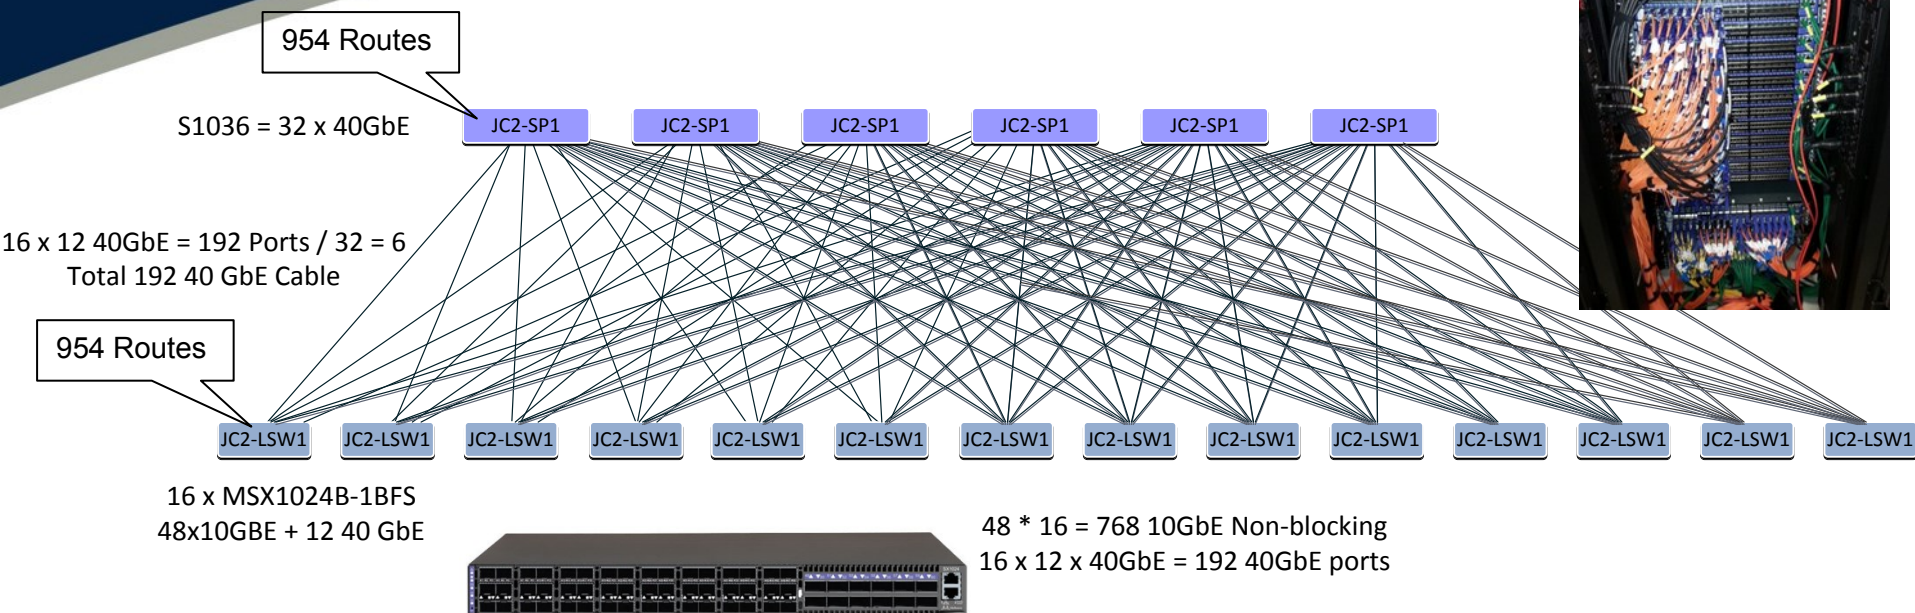 954 Routes
S1036 = 32 x 40GbE
JC2-SP1 JC2-SP1 JC2-SP1 JC2-SP1 JC2-SP1 JC2-SP1
16 x 12 40GbE = 192 Ports / 32 = 6
Total 192 40 GbE Cable
954 Routes
JC2-LSW1 JC2-LSW1 JC2-LSW1 JC2-LSW1 JC2-LSW1 JC2-LSW1 JC2-LSW1 JC2-LSW1 JC2-LSW1 JC2-LSW1 JC2-LSW1 JC2-LSW1 JC2-LSW1 JC2-LSW1
16 x MSX1024B-1BFS
48x10GBE + 12 40 GbE
48 * 16 = 768 10GbE Non-blocking
16 x 12 x 40GbE = 192 40GbE ports